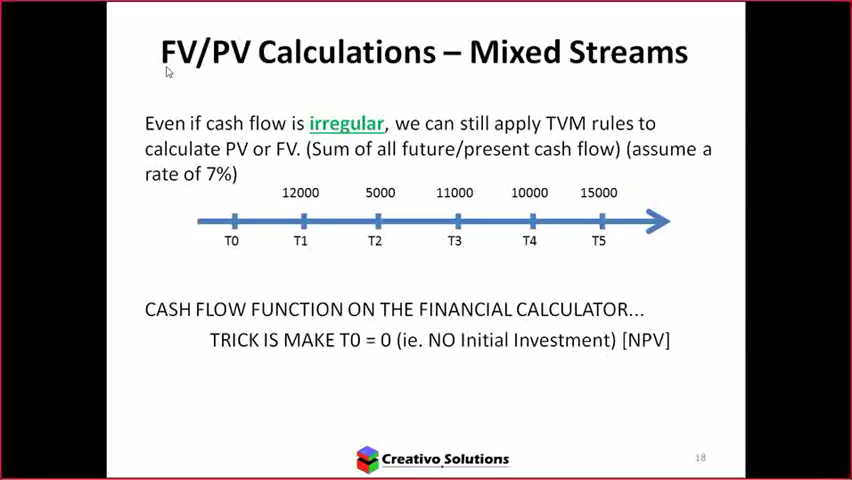 FV/PV Calculations – Mixed Streams
Even if cash flow is irregular, we can still apply TVM rules to
calculate PV or FV. (Sum of all future/present cash flow) (assume a
rate of 7%)
12000 5000 11000 10000 15000
T0 T1 T2 T3 T4 T5
CASH FLOW FUNCTION ON THE FINANCIAL CALCULATOR...
TRICK IS MAKE T0 = 0 (ie. NO Initial Investment) [NPV]
Creativo Solutions
18